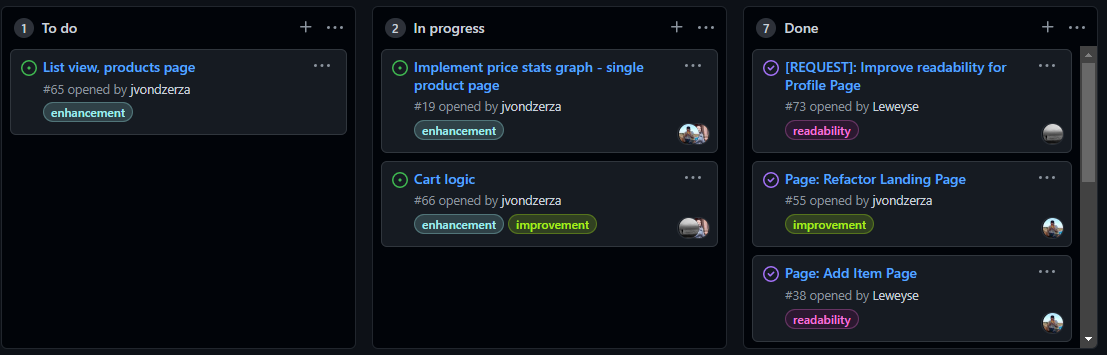 1 To do
List view, products page
#65 opened by jvondzerza
enhancement
2 In progress
Implement price stats graph - single
product page
#19 opened by jvondzerza
enhancement
Cart logic
#66 opened by jvondzerza
enhancement improvement
7 Done
[REQUEST]: Improve readability for
Profile Page
#73 opened by Leweyse
readability
Page: Refactor Landing Page
#55 opened by jvondzerza
improvement
Page: Add Item Page
#38 opened by Leweyse
readability